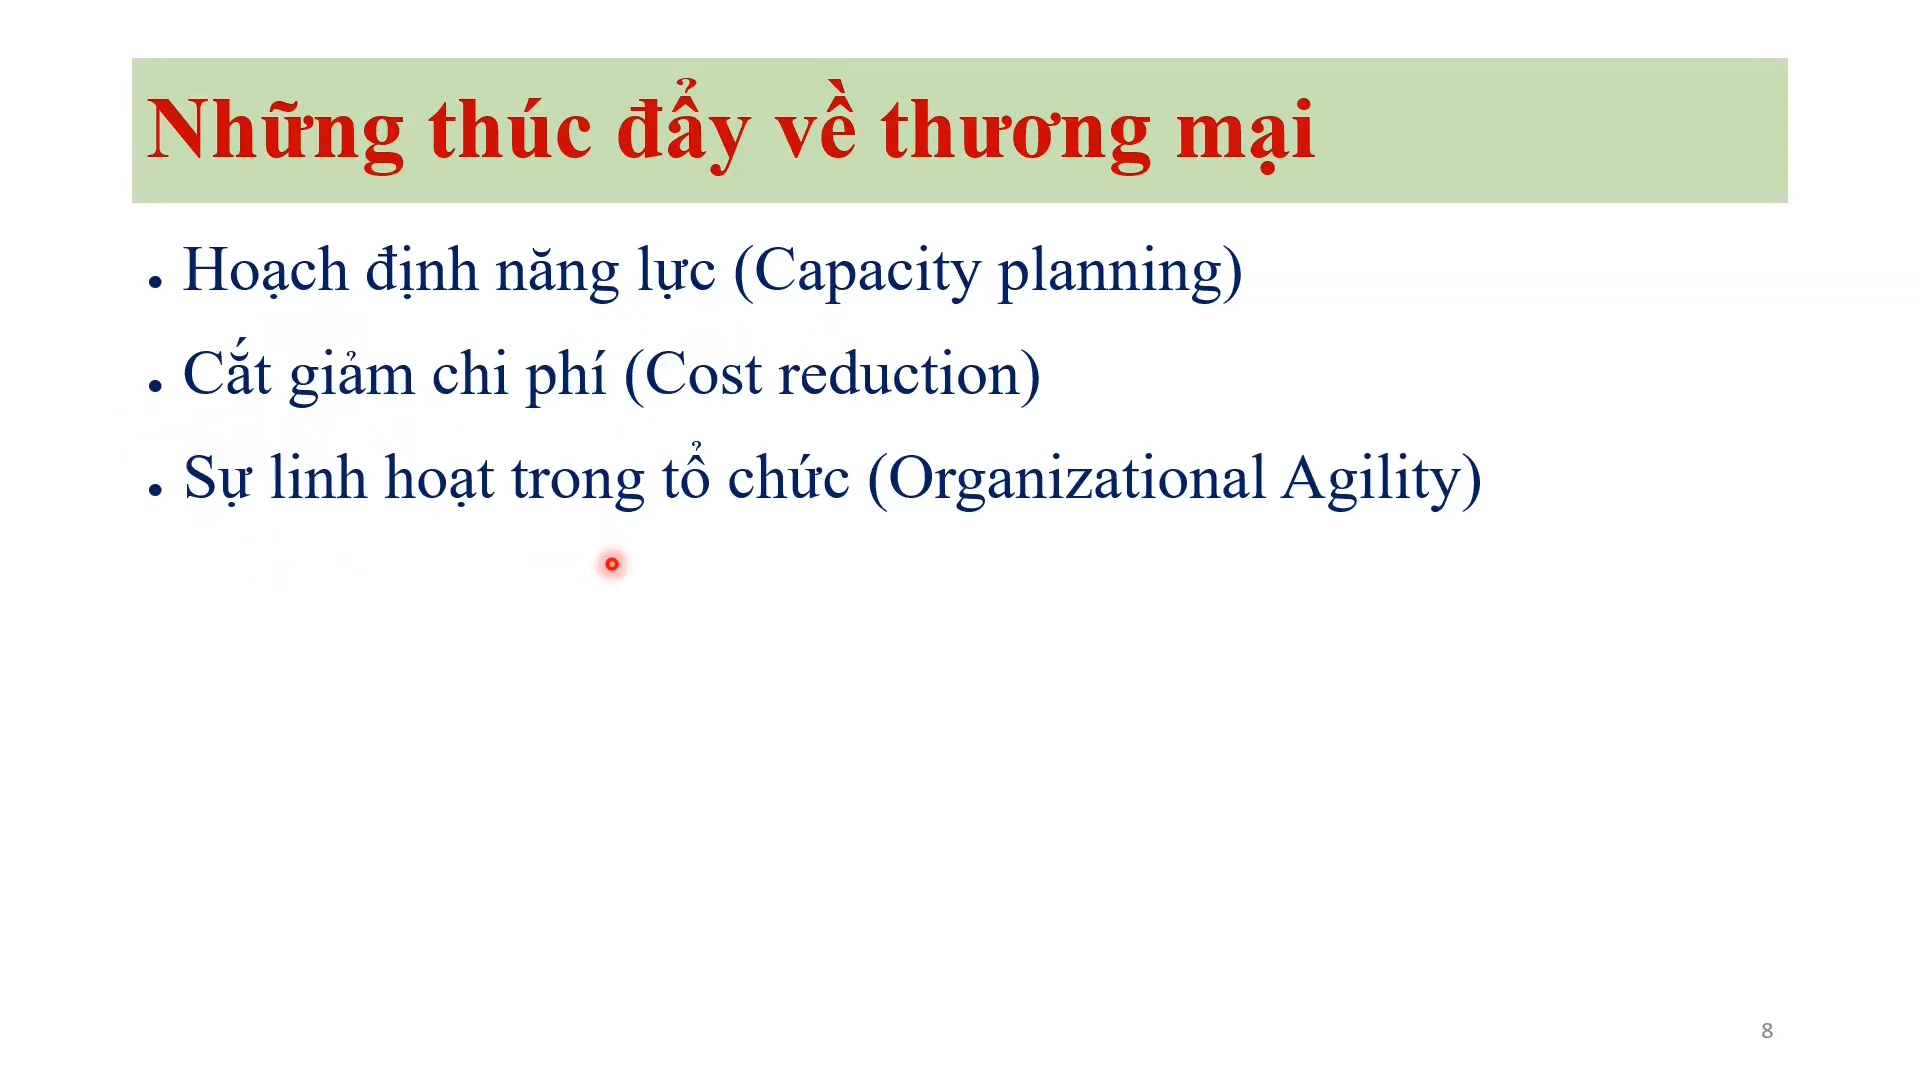 Những thúc đẩy về thương mại
• Hoạch định năng lực (Capacity planning)
• Cắt giảm chi phí (Cost reduction)
• Sự linh hoạt trong tổ chức (Organizational Agility)
8